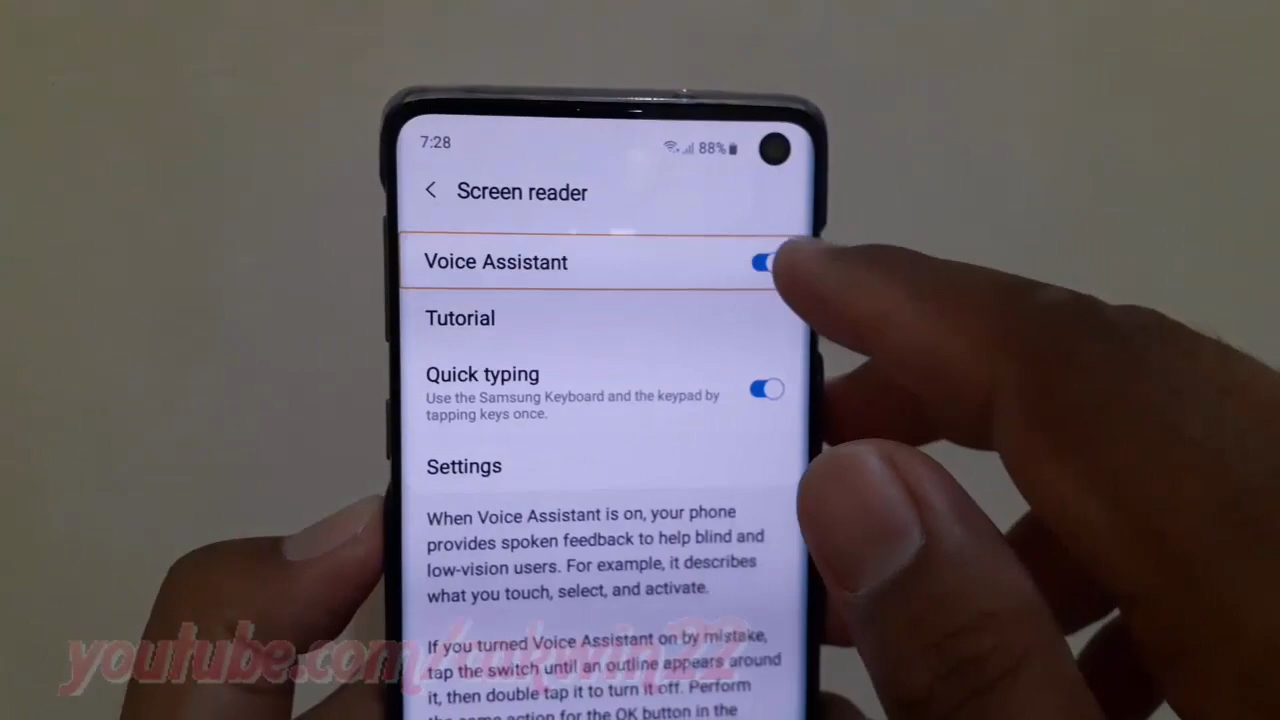 7:28
88%
Screen reader
Voice Assistant
Tutorial
Quick typing
Use the Samsung Keyboard and the keypad by
tapping keys once.
Settings
When Voice Assistant is on, your phone
provides spoken feedback to help blind and
low-vision users. For example, it describes
what you touch, select, and activate.
If you turned Voice Assistant on by mistake,
tap the switch until an outline appears around
it, then double tap it to turn it off. Perform
the same action for the OK button in the
youtube.com/